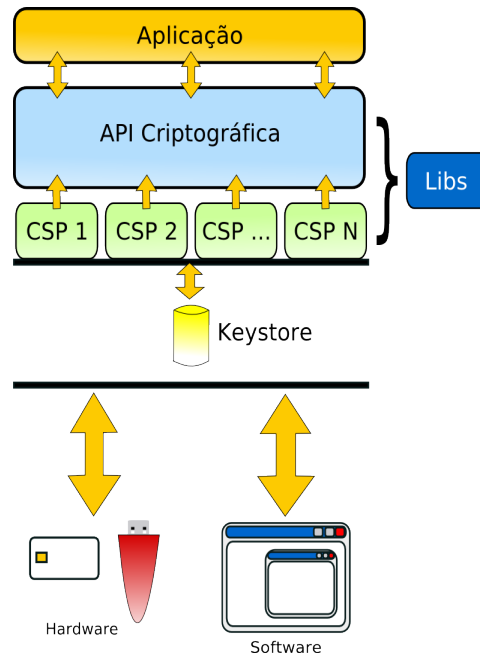 Aplicação
API Criptográfica
Libs
CSP 1
CSP 2
CSP ...
CSP N
Keystore
Hardware
Software